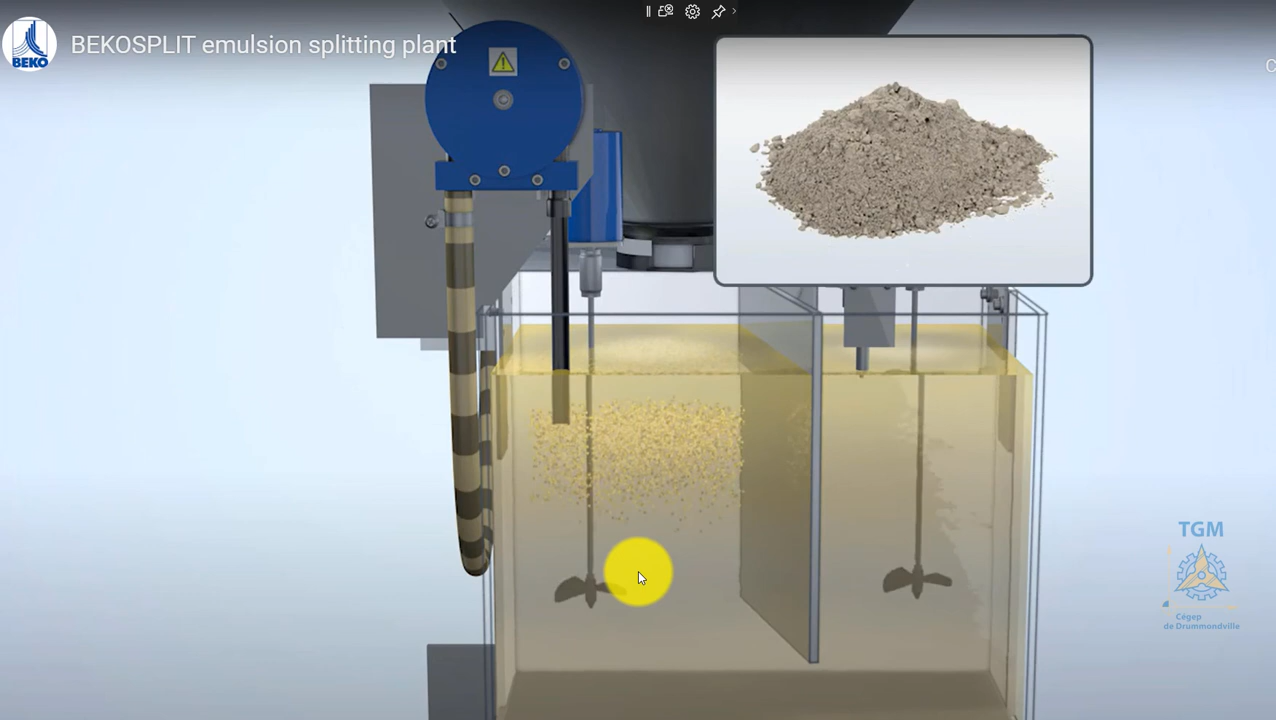 BEKOSPLIT emulsion splitting plant
BEKO
TGM
Cégep
de Drummondville